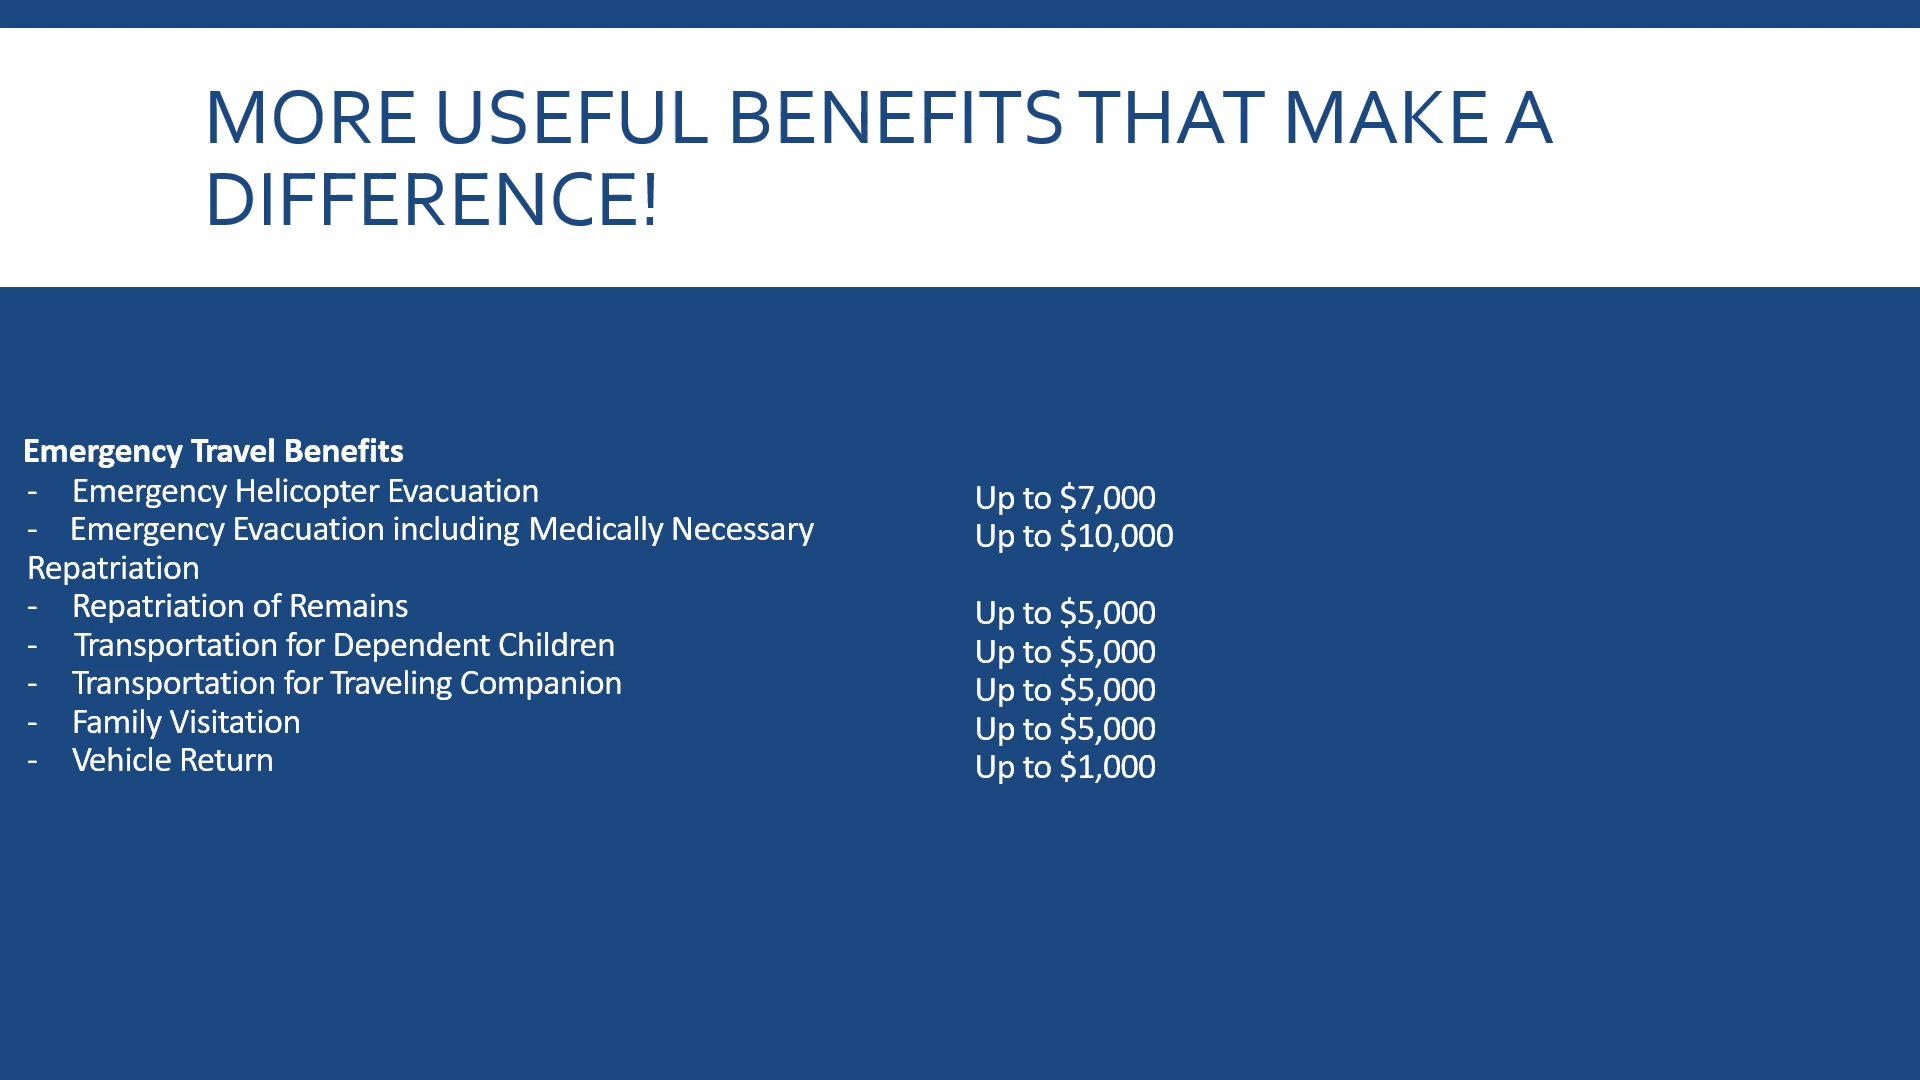 MORE USEFUL BENEFITS THAT MAKE A
DIFFERENCE!
Emergency Travel Benefits
- Emergency Helicopter Evacuation Up to $7,000
- Emergency Evacuation including Medically Necessary Up to $10,000
Repatriation
- Repatriation of Remains Up to $5,000
- Transportation for Dependent Children Up to $5,000
- Transportation for Traveling Companion Up to $5,000
- Family Visitation Up to $5,000
- Vehicle Return Up to $1,000